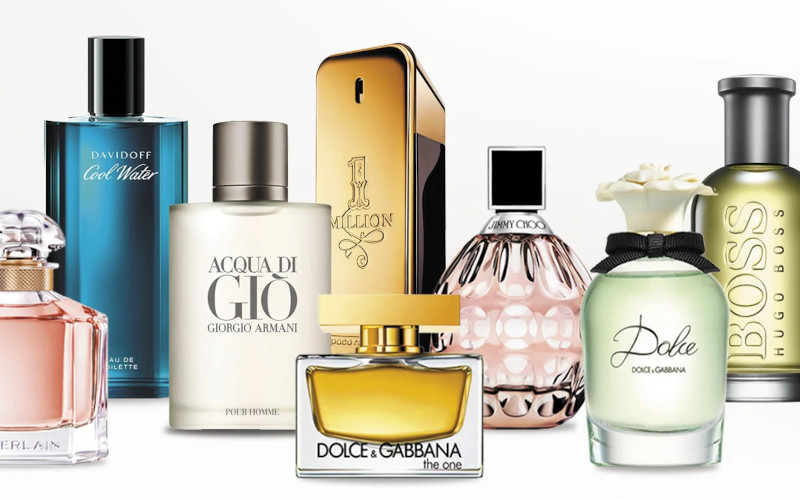 DAVIDOFF
Cool Water
EAU DE
TOILETTE
ERLAIN
ACQUA DI
GIÒ
GIORGIO ARMANI
POUR HOMME
1
MILLION
DOLCE & GABBANA
the one
JIMMY CHOO
Dolce
DOLCE & GABBANA
BOSS
HUGO BOSS